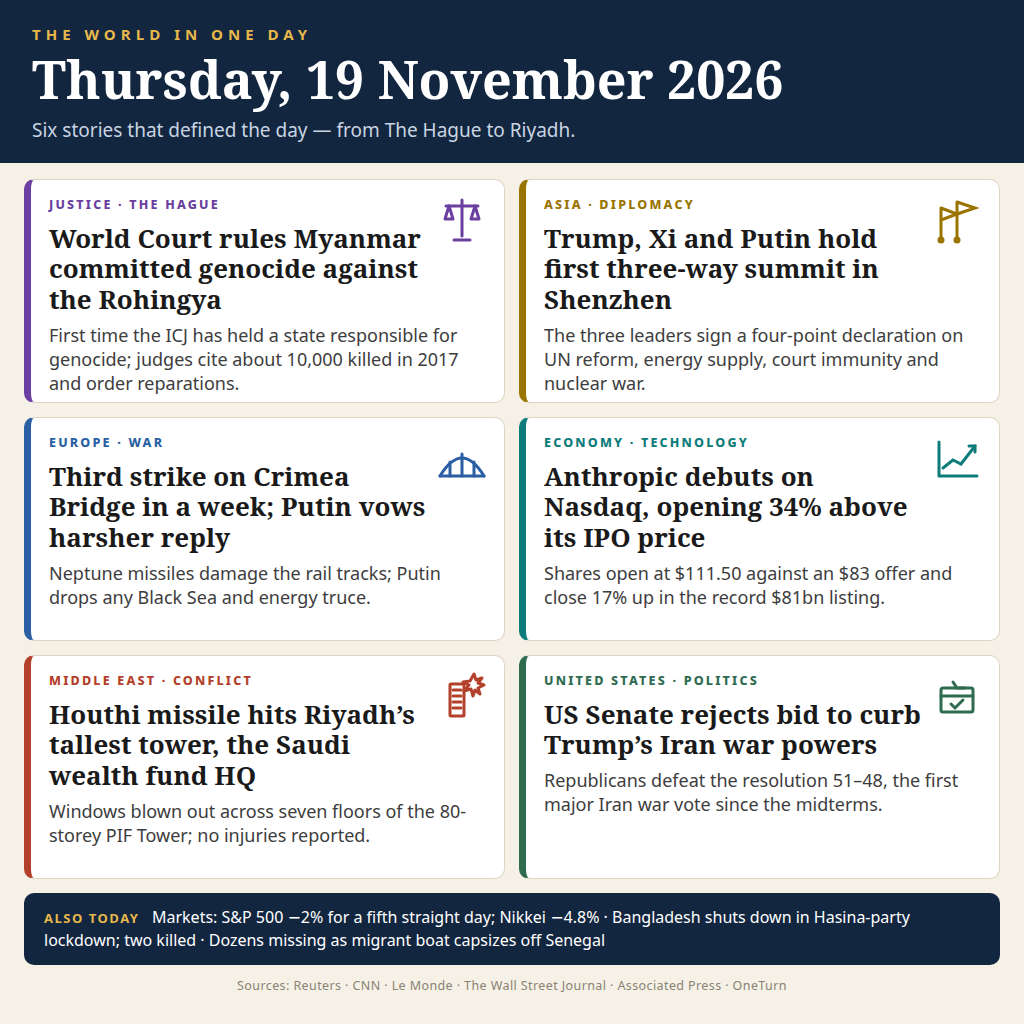 THE WORLD IN ONE DAY
Thursday, 19 November 2026
Six stories that defined the day — from The Hague to Riyadh.
JUSTICE · THE HAGUE
World Court rules Myanmar
committed genocide against
the Rohingya
First time the ICJ has held a state responsible for
genocide; judges cite about 10,000 killed in 2017
and order reparations.
ASIA · DIPLOMACY
Trump, Xi and Putin hold
first three-way summit in
Shenzhen
The three leaders sign a four-point declaration on
UN reform, energy supply, court immunity and
nuclear war.
EUROPE · WAR
Third strike on Crimea
Bridge in a week; Putin vows
harsher reply
Neptune missiles damage the rail tracks; Putin
drops any Black Sea and energy truce.
ECONOMY · TECHNOLOGY
Anthropic debuts on
Nasdaq, opening 34% above
its IPO price
Shares open at $111.50 against an $83 offer and
close 17% up in the record $81bn listing.
MIDDLE EAST · CONFLICT
Houthi missile hits Riyadh’s
tallest tower, the Saudi
wealth fund HQ
Windows blown out across seven floors of the 80-
storey PIF Tower; no injuries reported.
UNITED STATES · POLITICS
US Senate rejects bid to curb
Trump’s Iran war powers
Republicans defeat the resolution 51–48, the first
major Iran war vote since the midterms.
ALSO TODAY Markets: S&P 500 −2% for a fifth straight day; Nikkei −4.8% · Bangladesh shuts down in Hasina-party
lockdown; two killed · Dozens missing as migrant boat capsizes off Senegal
Sources: Reuters · CNN · Le Monde · The Wall Street Journal · Associated Press · OneTurn